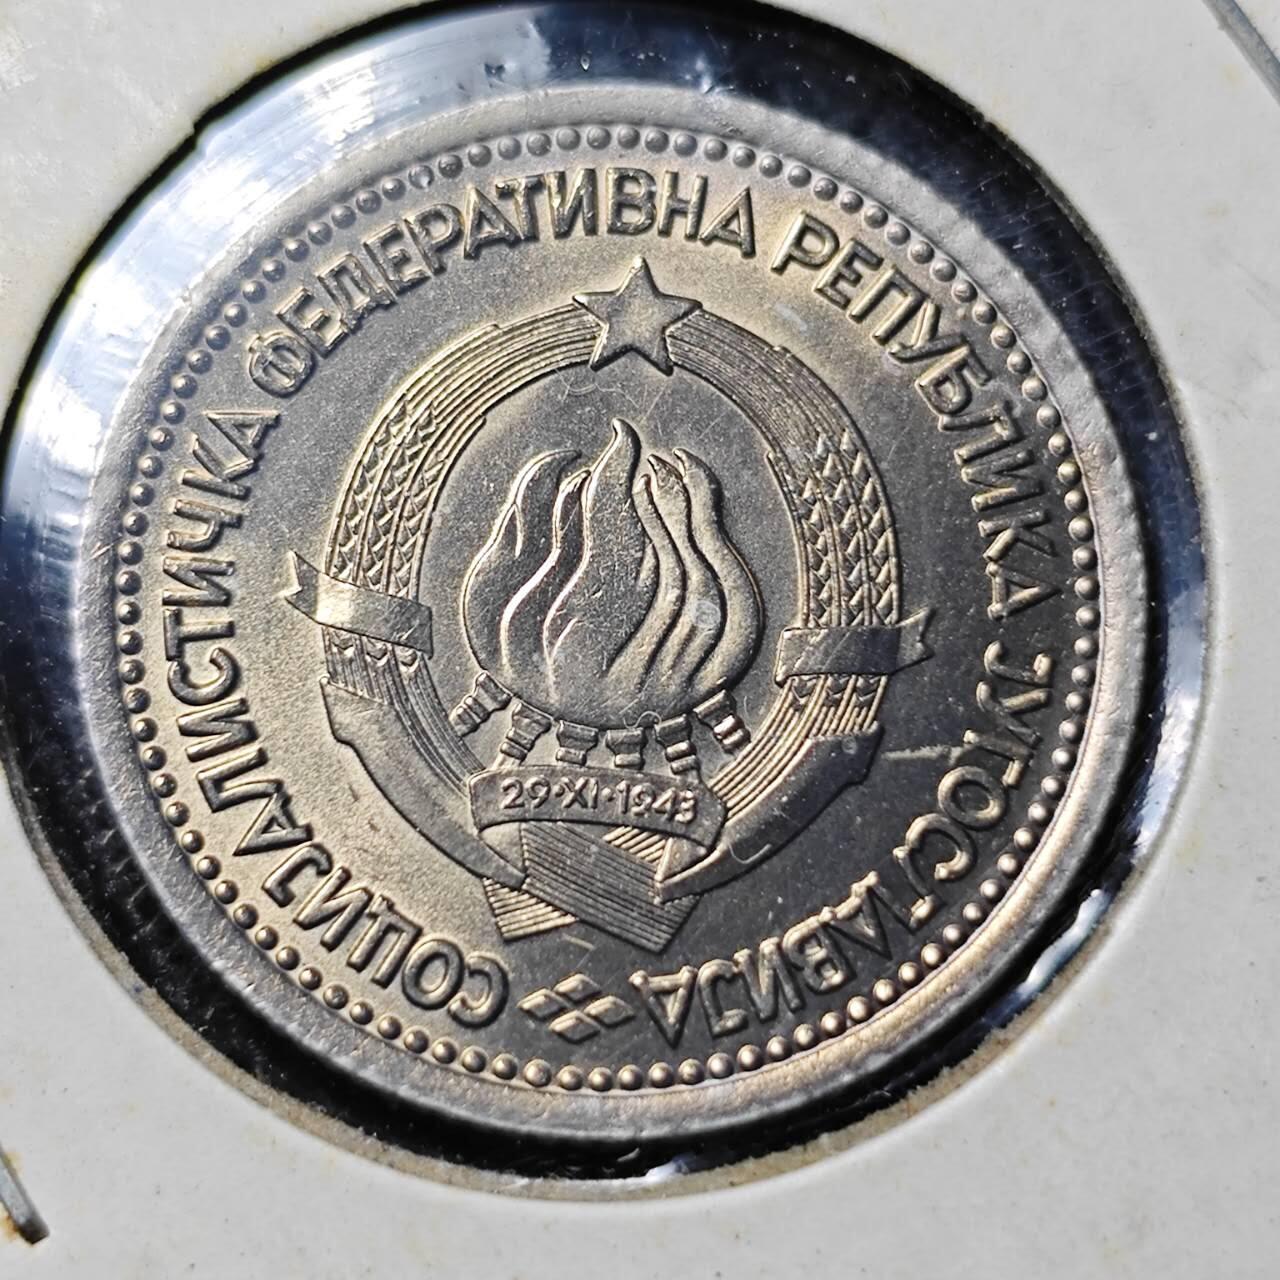 СОЦИЈАЛИСТИЧКА ФЕДЕРАТИВНА РЕПУБЛИКА ЈУГОСЛАВИЈА
29·XI·1943